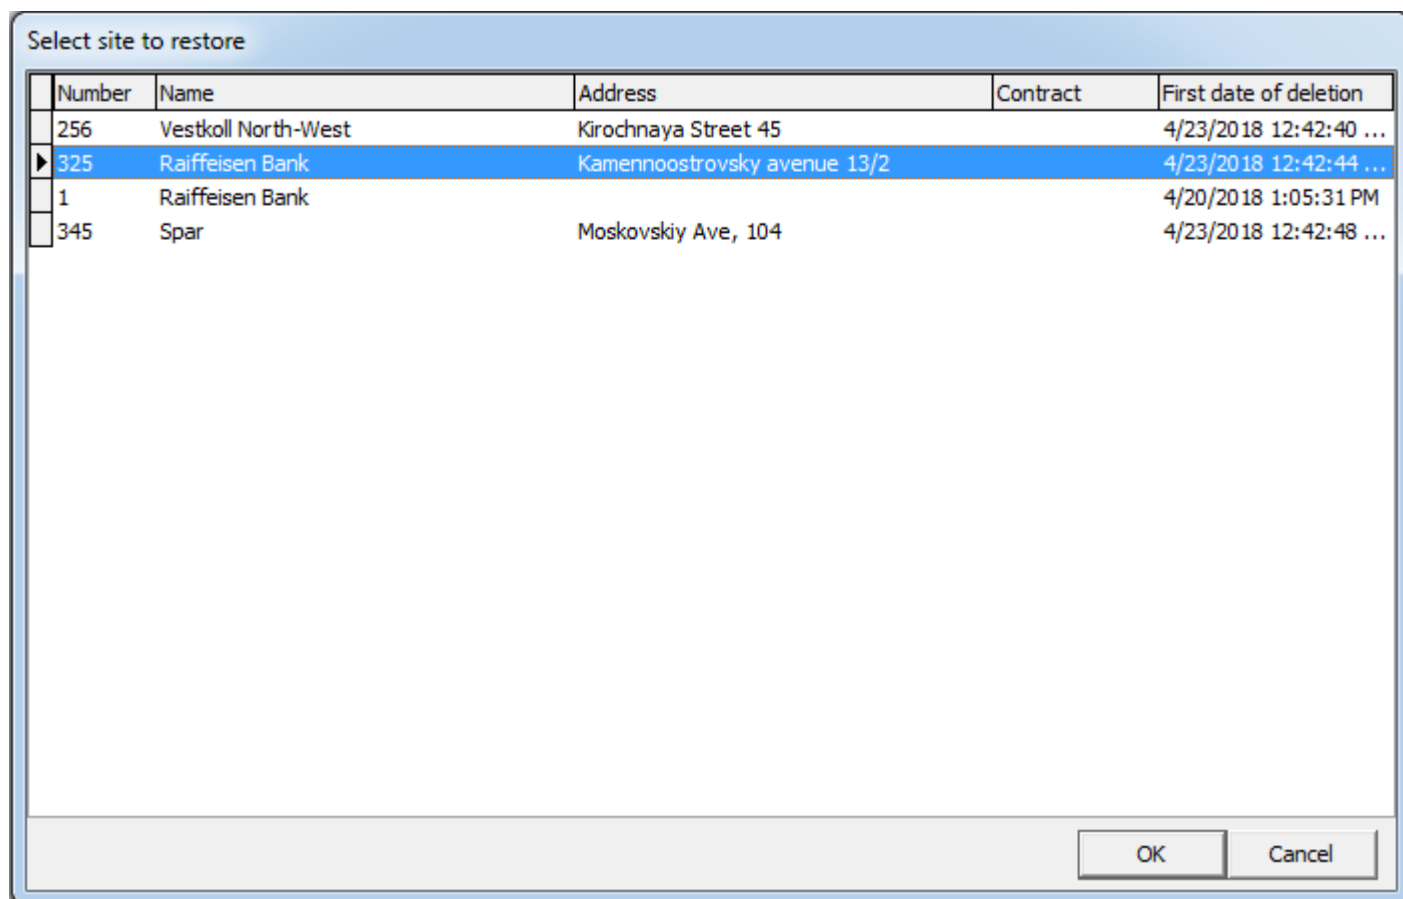 Select site to restore
Number Name Address Contract First date of deletion
256 Vestkoll North-West Kirochnaya Street 45 4/23/2018 12:42:40 ...
325 Raiffeisen Bank Kamennoostrovsky avenue 13/2 4/23/2018 12:42:44 ...
1 Raiffeisen Bank 4/20/2018 1:05:31 PM
345 Spar Moskovskiy Ave, 104 4/23/2018 12:42:48 ...
OK Cancel